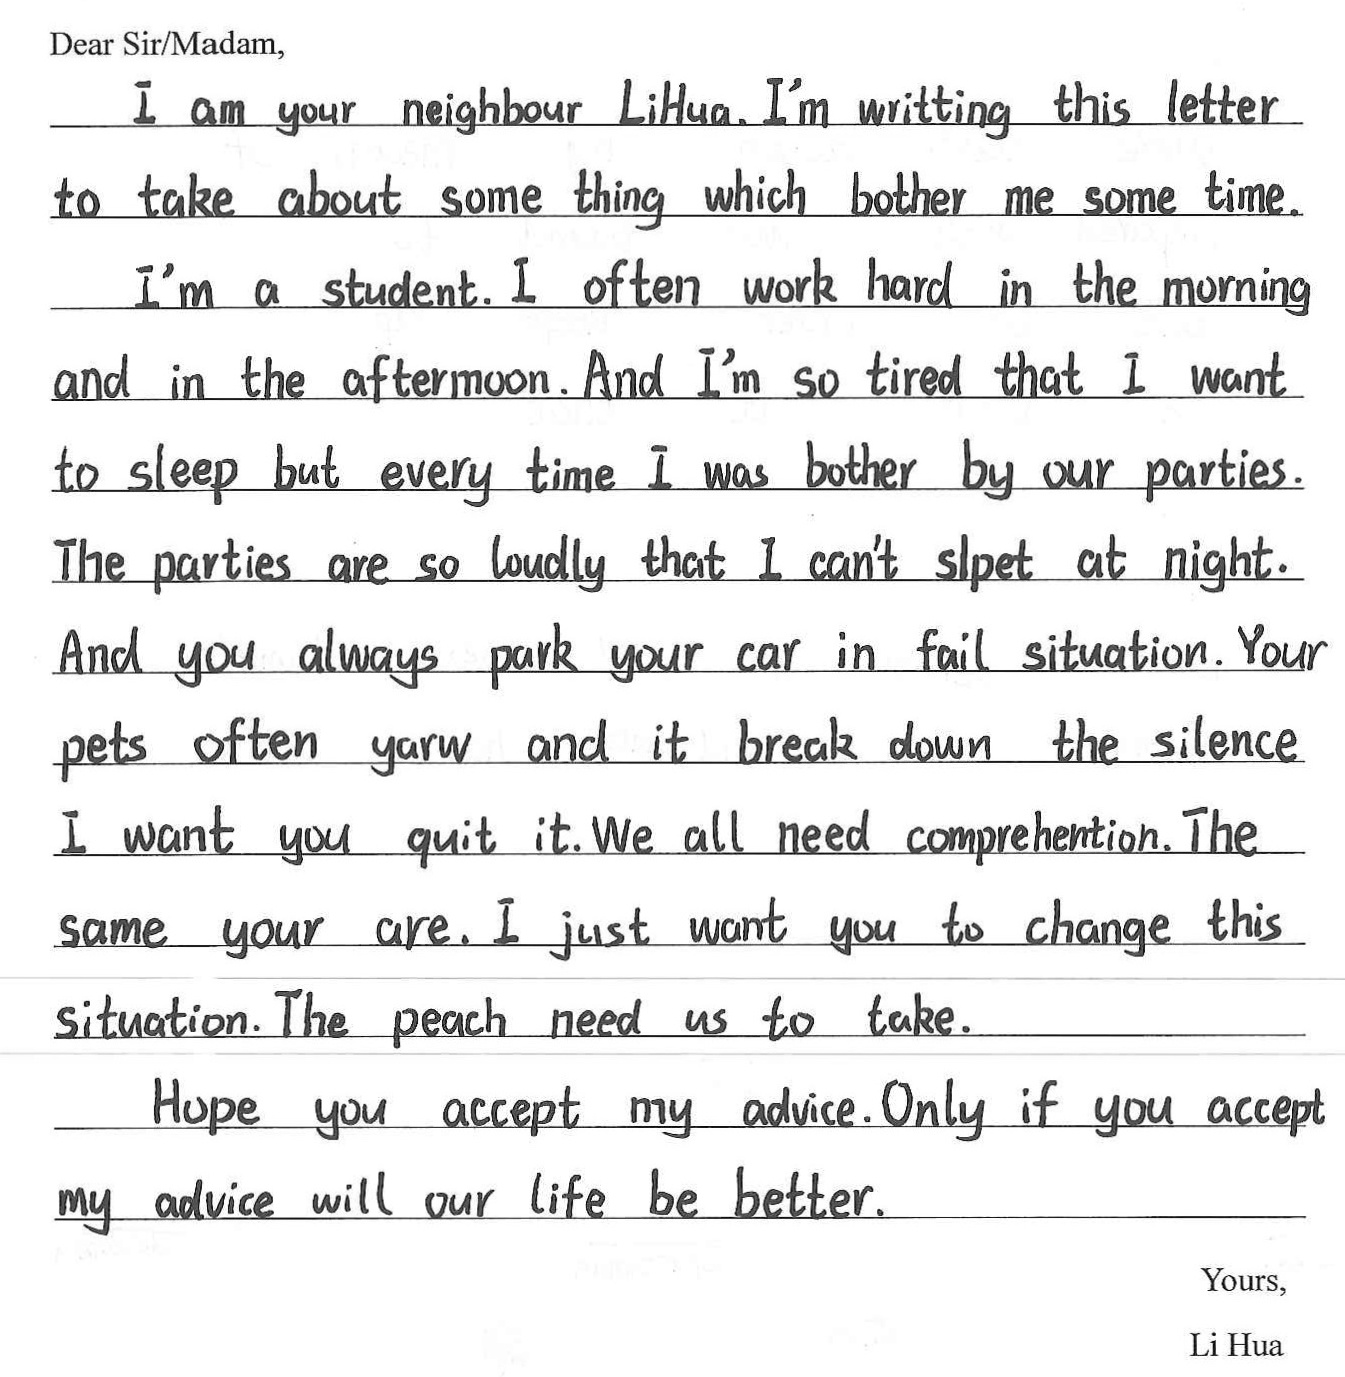 Dear Sir/Madam,
I am your neighbour LiHua. I'm writting this letter
to take about some thing which bother me some time.
I'm a student. I often work hard in the morning
and in the aftermoon. And I'm so tired that I want
to sleep but every time I was bother by our parties.
The parties are so loudly that I can't slpet at night.
And you always park your car in fail situation. Your
pets often yarw and it break down the silence
I want you quit it. We all need comprehention. The
same your are. I just want you to change this
situation. The peach need us to take.
Hope you accept my advice. Only if you accept
my advice will our life be better.
Yours,
Li Hua